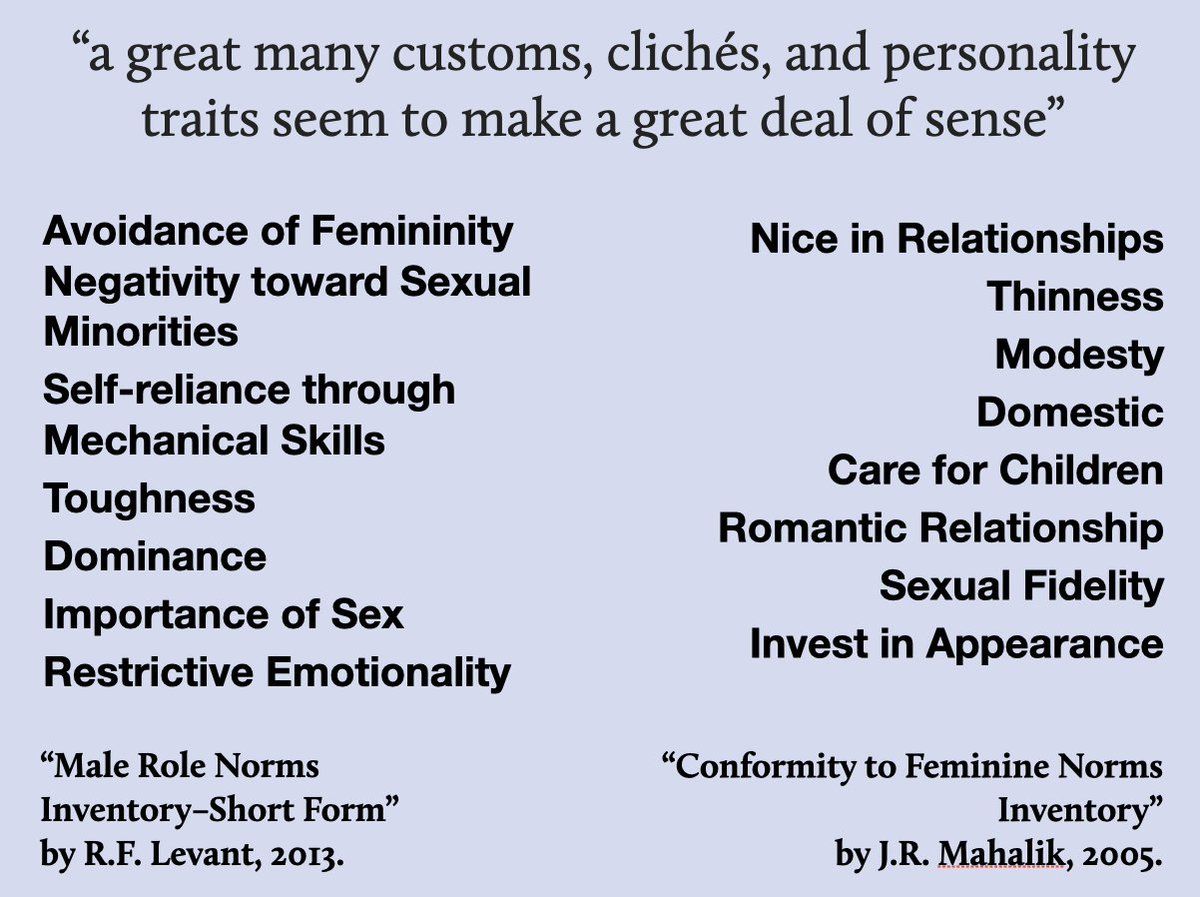 “a great many customs, clichés, and personality
traits seem to make a great deal of sense”
Avoidance of Femininity
Negativity toward Sexual
Minorities
Self-reliance through
Mechanical Skills
Toughness
Dominance
Importance of Sex
Restrictive Emotionality
“Male Role Norms
Inventory–Short Form”
by R.F. Levant, 2013.
Nice in Relationships
Thinness
Modesty
Domestic
Care for Children
Romantic Relationship
Sexual Fidelity
Invest in Appearance
“Conformity to Feminine Norms
Inventory”
by J.R. Mahalik, 2005.